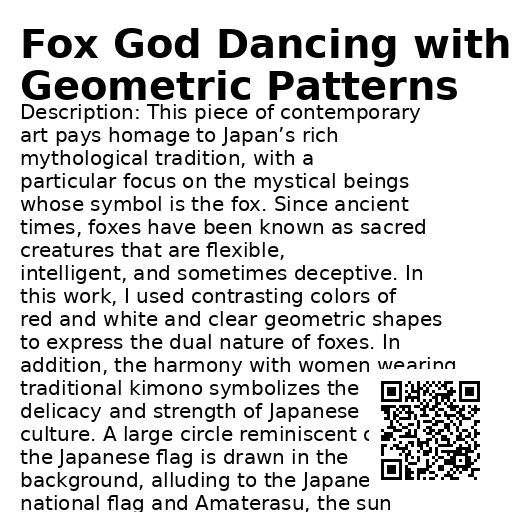 Fox God Dancing with
Geometric Patterns
Description: This piece of contemporary
art pays homage to Japan’s rich
mythological tradition, with a
particular focus on the mystical beings
whose symbol is the fox. Since ancient
times, foxes have been known as sacred
creatures that are flexible,
intelligent, and sometimes deceptive. In
this work, I used contrasting colors of
red and white and clear geometric shapes
to express the dual nature of foxes. In
addition, the harmony with women wearing
traditional kimono symbolizes the
delicacy and strength of Japanese
culture. A large circle reminiscent
the Japanese flag is drawn in the
background, alluding to the Japane
national flag and Amaterasu, the sun